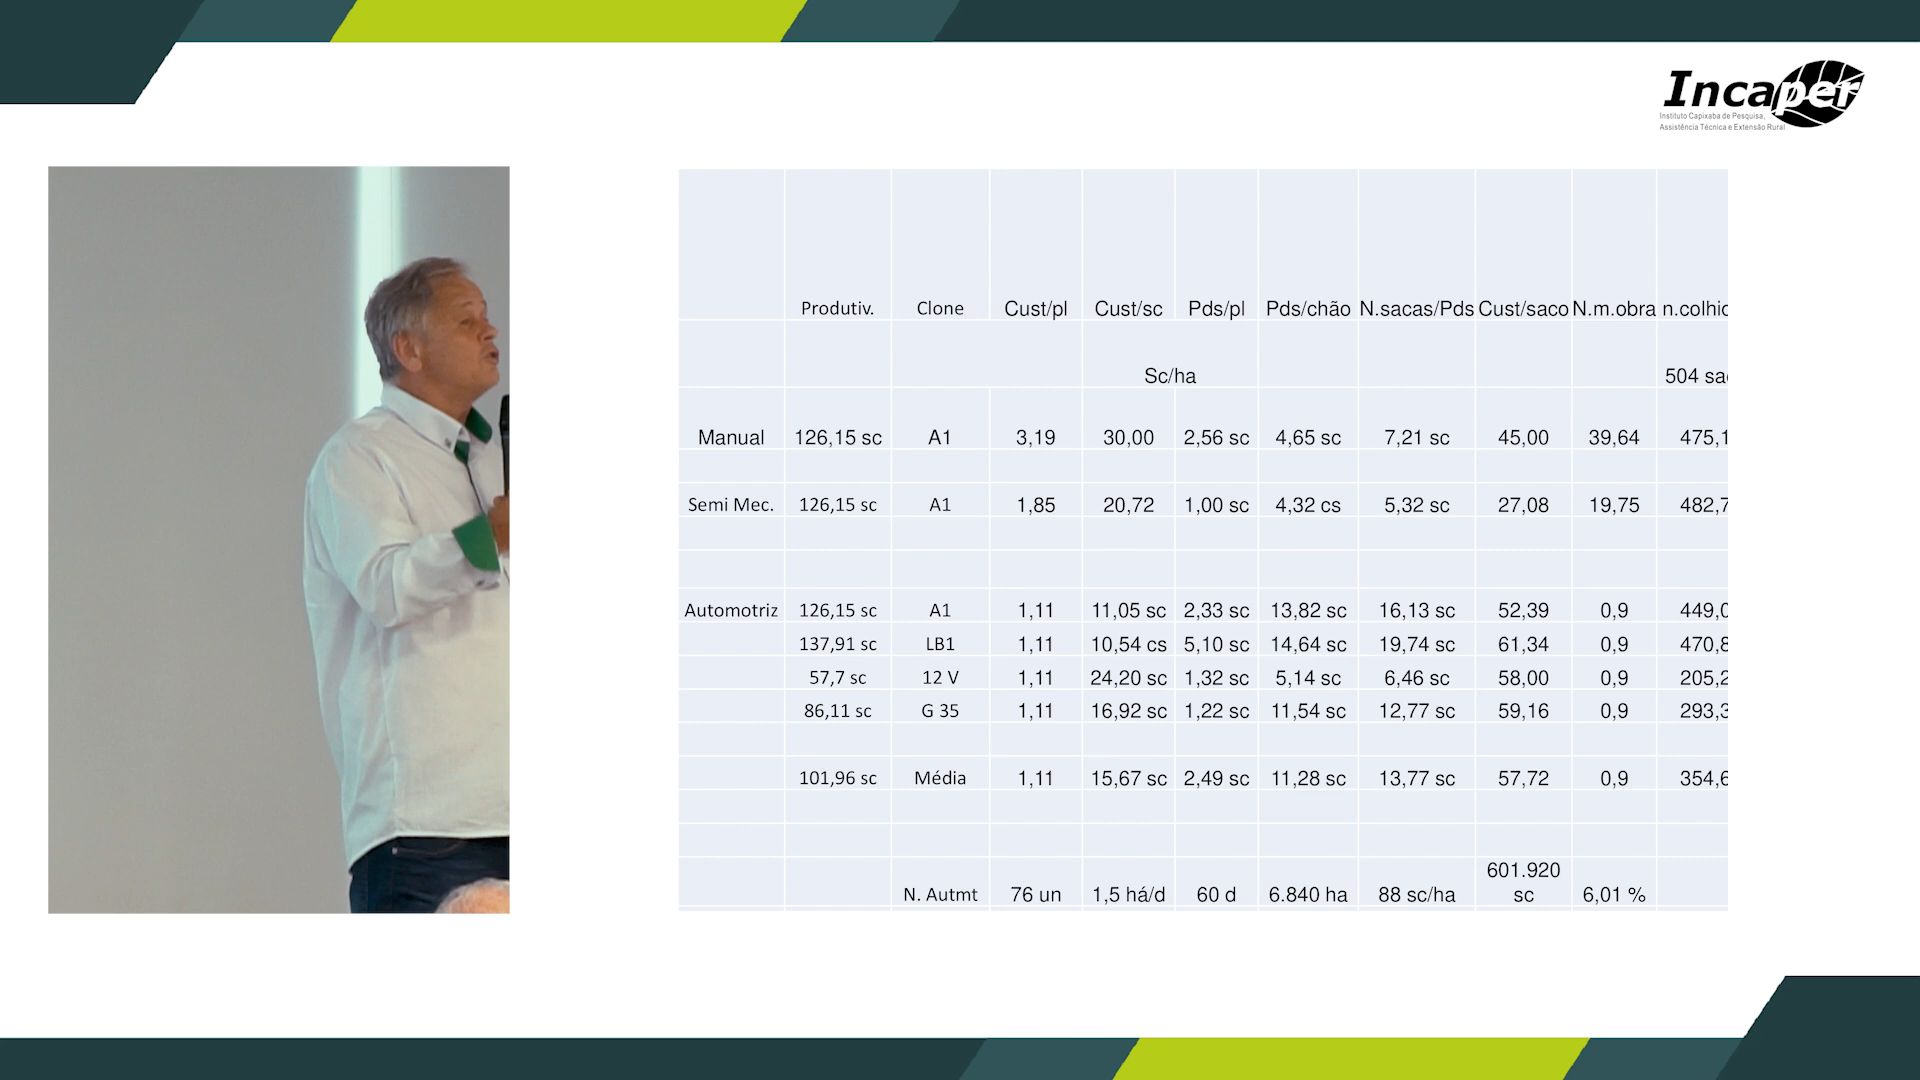 Incaper
Instituto Capixaba de Pesquisa,
Assistência Técnica e Extensão Rural
Produtiv. Clone Cust/pl Cust/sc Pds/pl Pds/chão N.sacas/Pds Cust/saco N.m.obra n.colhic
Sc/ha 504 sa
Manual 126,15 sc A1 3,19 30,00 2,56 sc 4,65 sc 7,21 sc 45,00 39,64 475,1
Semi Mec. 126,15 sc A1 1,85 20,72 1,00 sc 4,32 cs 5,32 sc 27,08 19,75 482,7
Automotriz 126,15 sc A1 1,11 11,05 sc 2,33 sc 13,82 sc 16,13 sc 52,39 0,9 449,0
137,91 sc LB1 1,11 10,54 cs 5,10 sc 14,64 sc 19,74 sc 61,34 0,9 470,8
57,7 sc 12 V 1,11 24,20 sc 1,32 sc 5,14 sc 6,46 sc 58,00 0,9 205,2
86,11 sc G 35 1,11 16,92 sc 1,22 sc 11,54 sc 12,77 sc 59,16 0,9 293,3
101,96 sc Média 1,11 15,67 sc 2,49 sc 11,28 sc 13,77 sc 57,72 0,9 354,6
601.920
N. Autmt 76 un 1,5 há/d 60 d 6.840 ha 88 sc/ha sc 6,01 %